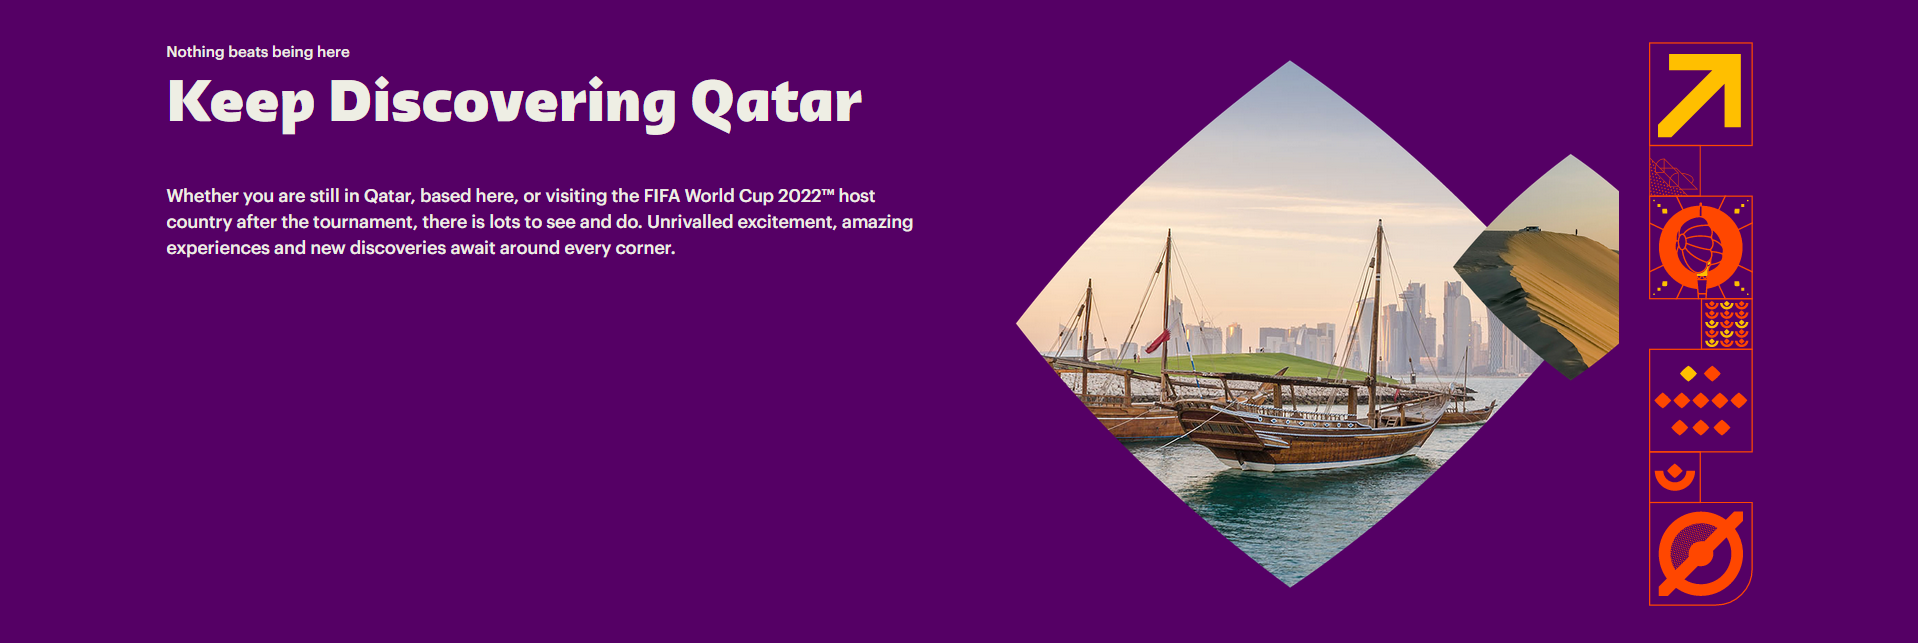 Nothing beats being here
Keep Discovering Qatar
Whether you are still in Qatar, based here, or visiting the FIFA World Cup 2022™ host
country after the tournament, there is lots to see and do. Unrivalled excitement, amazing
experiences and new discoveries await around every corner.